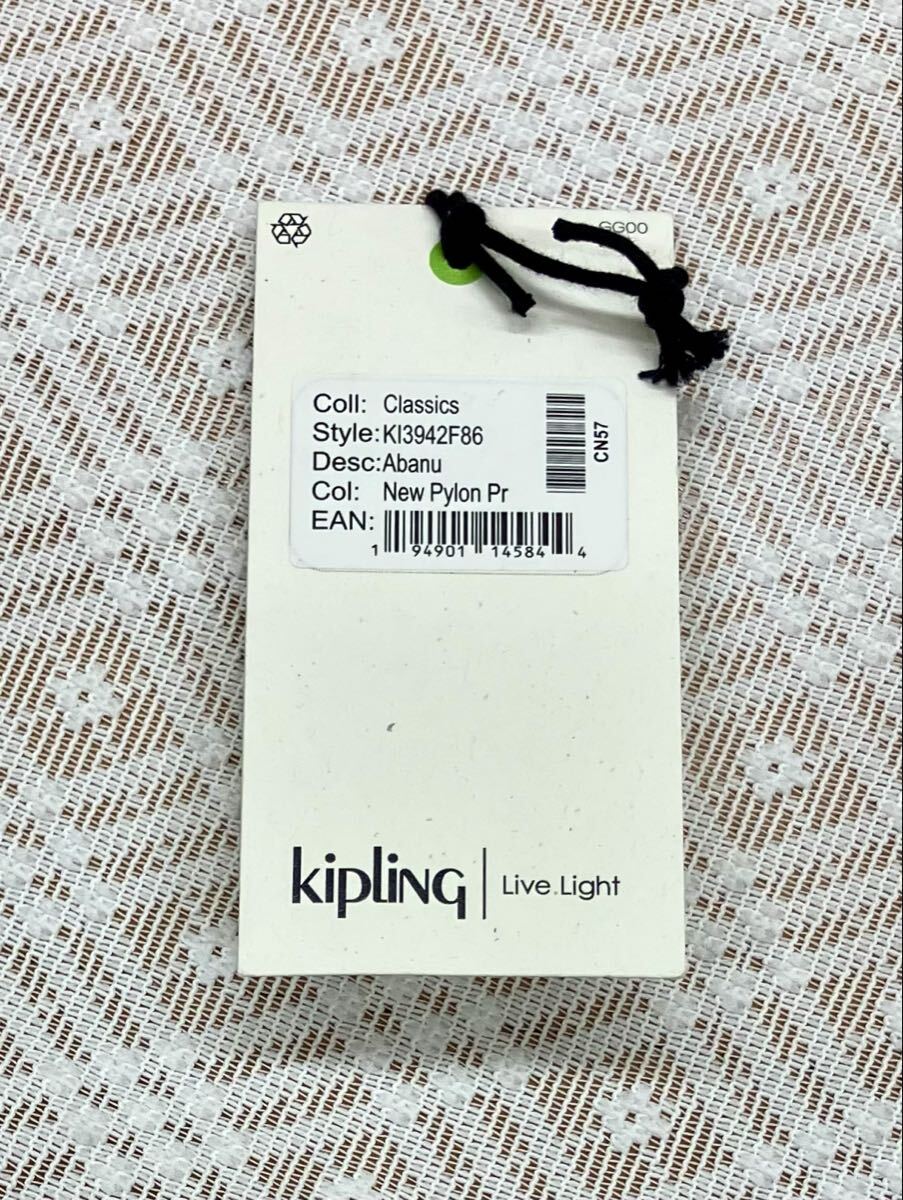 GG00
Coll: Classics
Style:KI3942F86
Desc:Abanu
Col: New Pylon Pr
EAN:
1 94901 14584 4
CN57
kipling | Live.Light